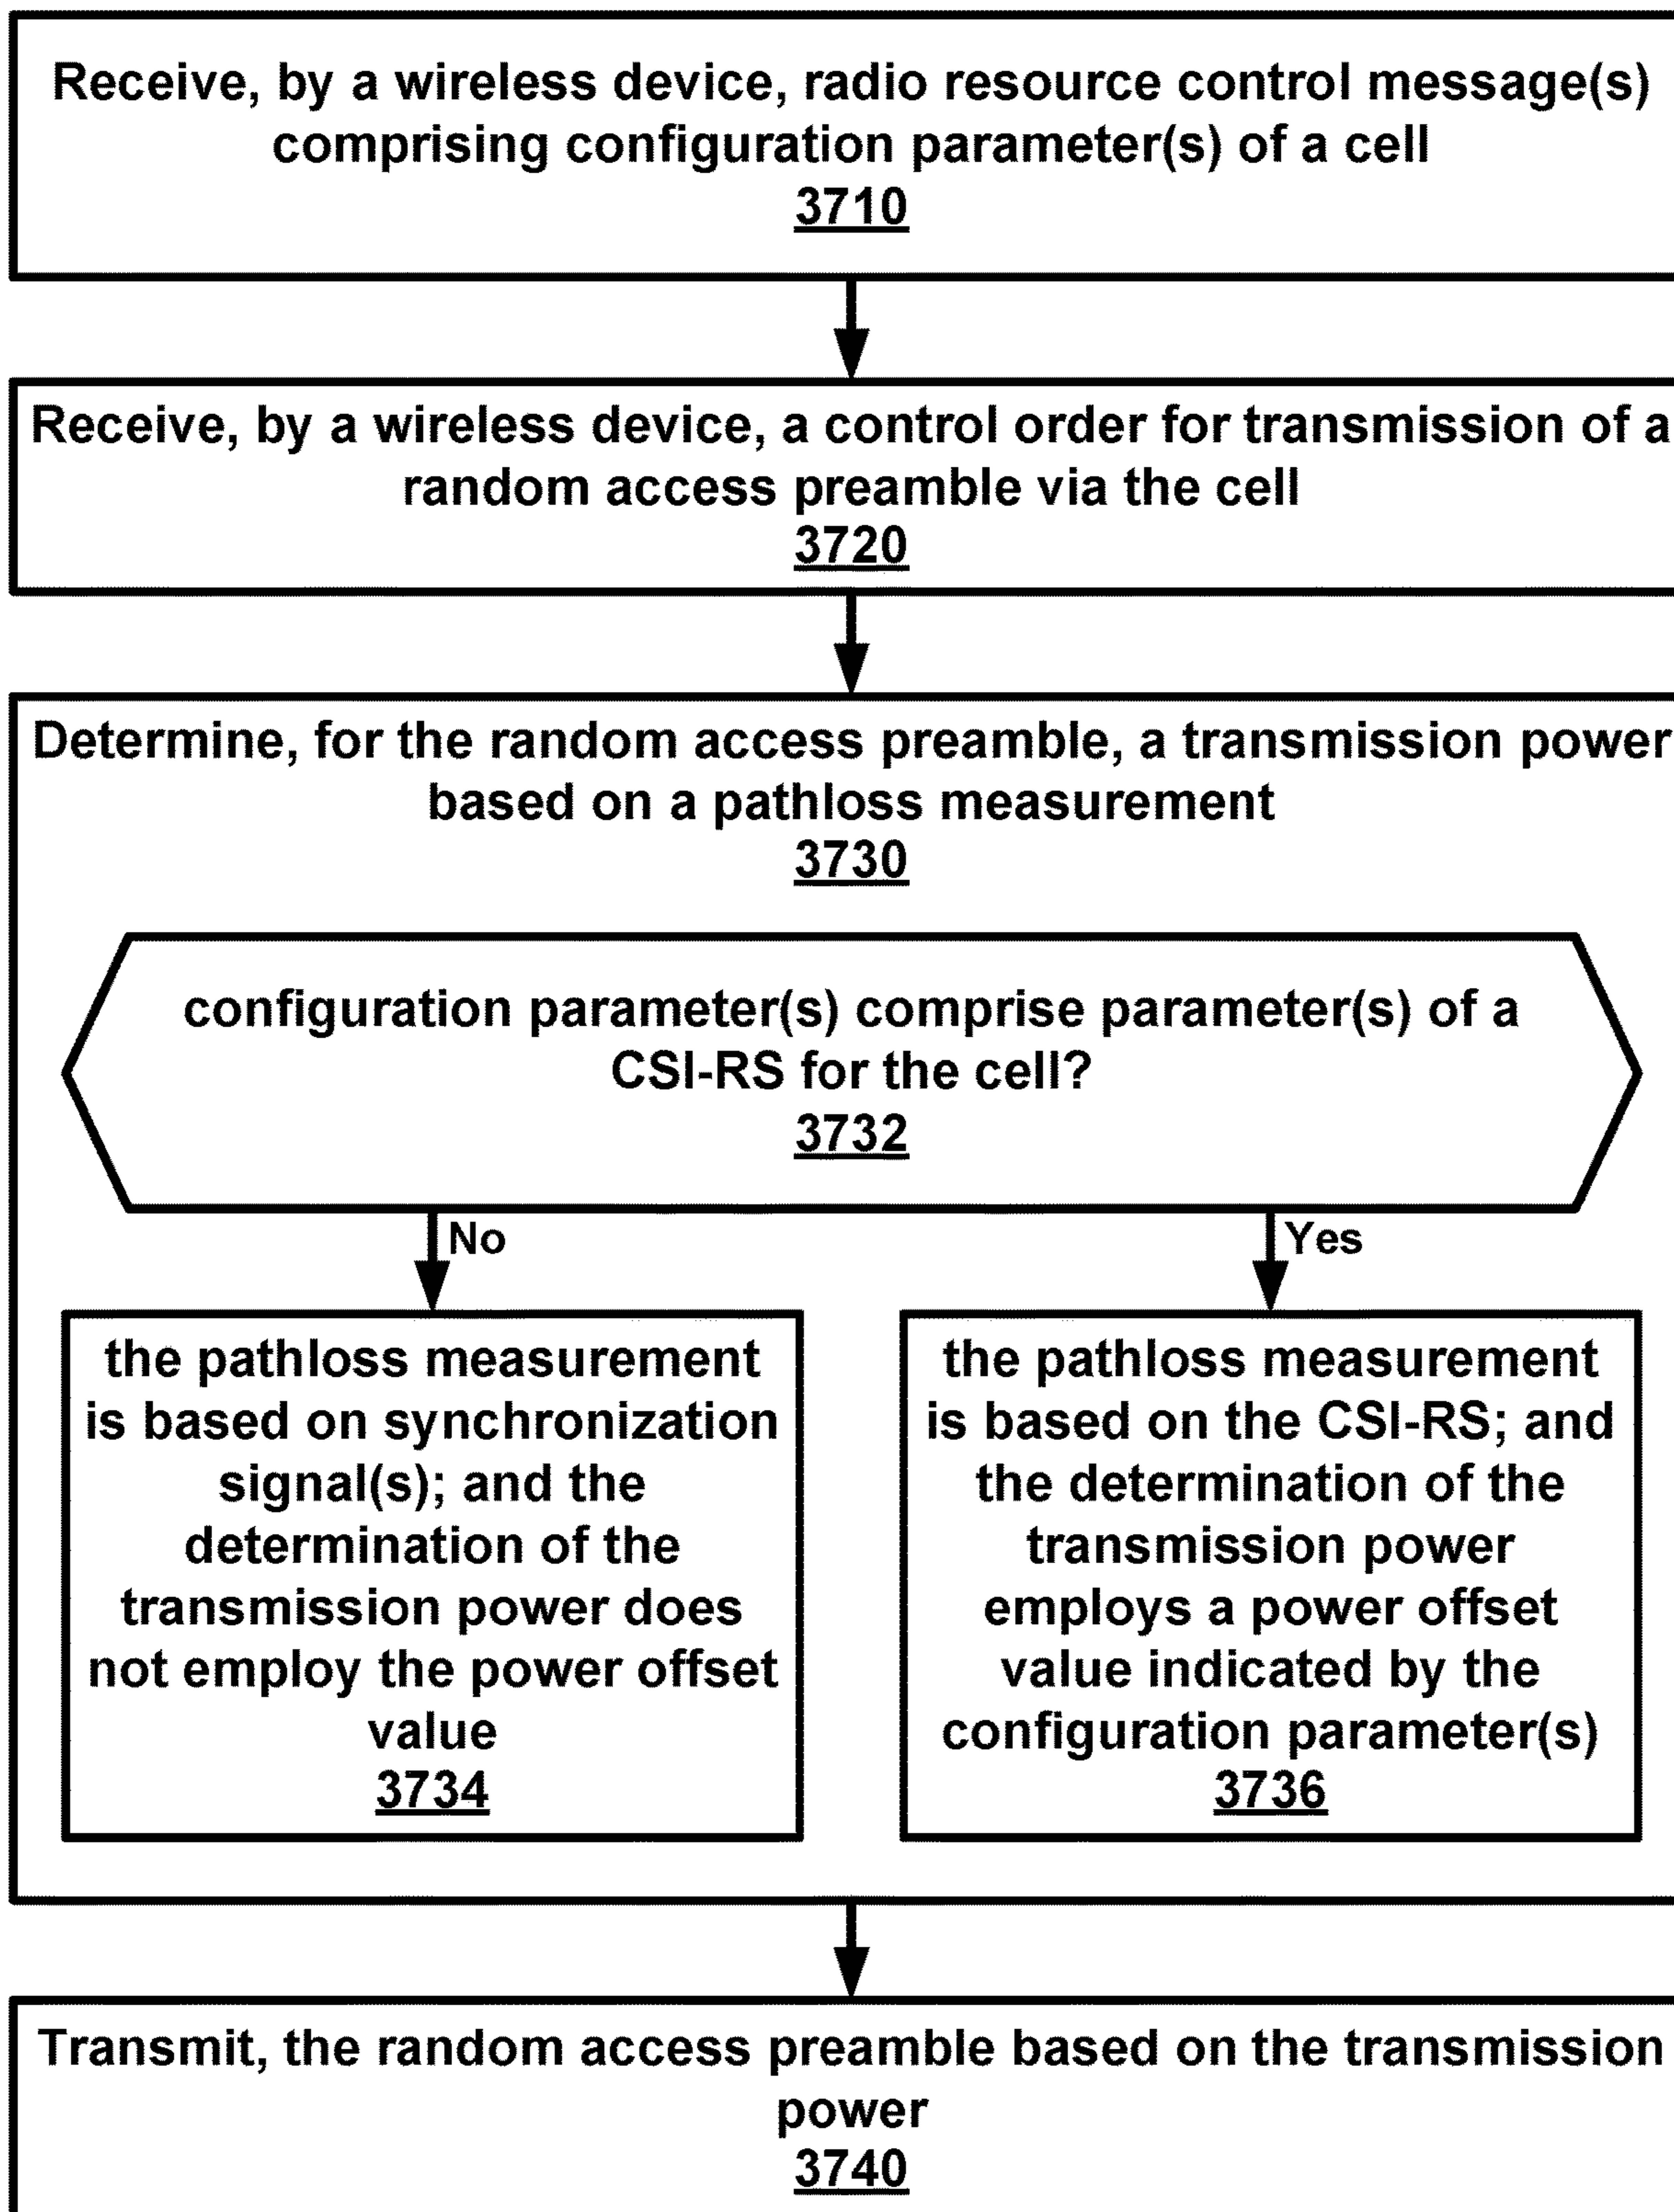 Receive, by a wireless device, radio resource control message(s)
comprising configuration parameter(s) of a cell
3710
Receive, by a wireless device, a control order for transmission of a
random access preamble via the cell
3720
Determine, for the random access preamble, a transmission power
based on a pathloss measurement
3730
configuration parameter(s) comprise parameter(s) of a
CSI-RS for the cell?
3732
No
Yes
the pathloss measurement
is based on synchronization
signal(s); and the
determination of the
transmission power does
not employ the power offset
value
3734
the pathloss measurement
is based on the CSI-RS; and
the determination of the
transmission power
employs a power offset
value indicated by the
configuration parameter(s)
3736
Transmit, the random access preamble based on the transmission
power
3740